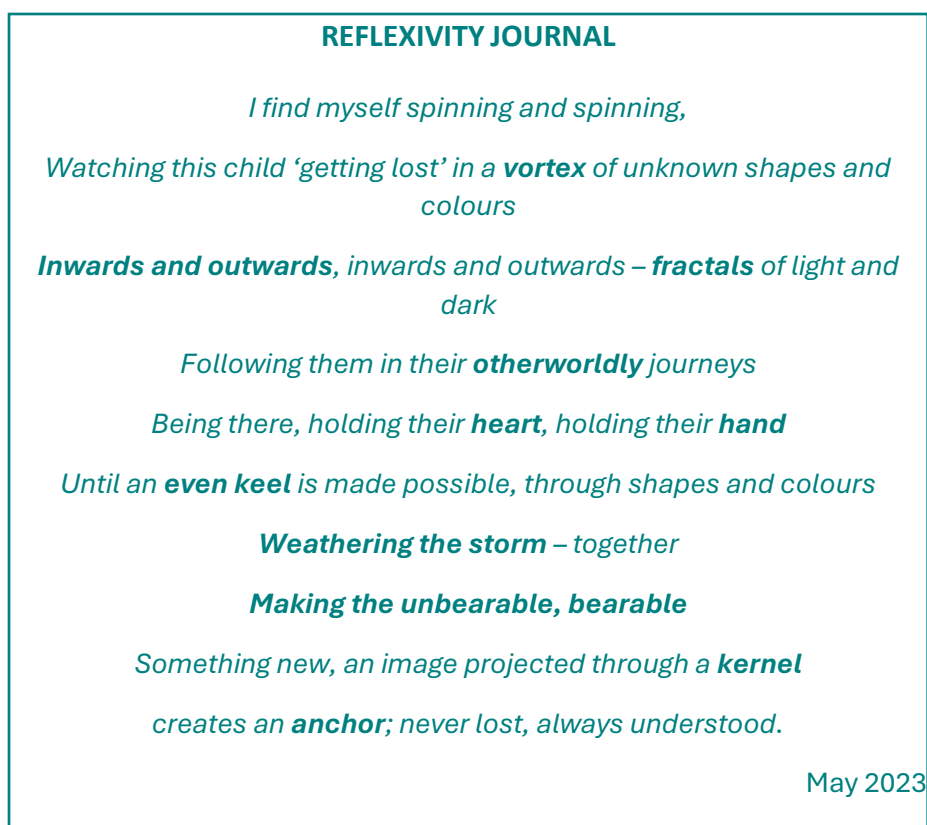 REFLEXIVITY JOURNAL
I find myself spinning and spinning,
Watching this child ‘getting lost’ in a vortex of unknown shapes and
colours
Inwards and outwards, inwards and outwards – fractals of light and
dark
Following them in their otherworldly journeys
Being there, holding their heart, holding their hand
Until an even keel is made possible, through shapes and colours
Weathering the storm – together
Making the unbearable, bearable
Something new, an image projected through a kernel
creates an anchor; never lost, always understood.
May 2023